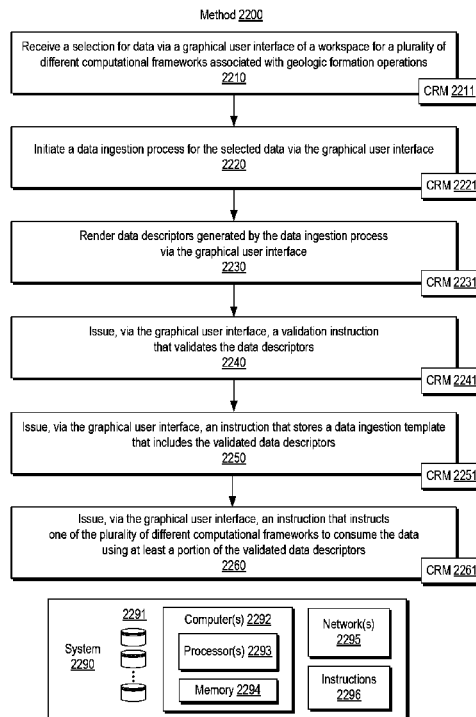 Method 2200
Receive a selection for data via a graphical user interface of a workspace for a plurality of
different computational frameworks associated with geologic formation operations
2210
CRM 2211
Initiate a data ingestion process for the selected data via the graphical user interface
2220
CRM 2221
Render data descriptors generated by the data ingestion process
via the graphical user interface
2230
CRM 2231
Issue, via the graphical user interface, a validation instruction
that validates the data descriptors
2240
CRM 2241
Issue, via the graphical user interface, an instruction that stores a data ingestion template
that includes the validated data descriptors
2250
CRM 2251
Issue, via the graphical user interface, an instruction that instructs
one of the plurality of different computational frameworks to consume the data
using at least a portion of the validated data descriptors
2260
CRM 2261
System
2290
2291
Computer(s) 2292
Processor(s)
2293
Memory 2294
Network(s)
2295
Instructions
2296